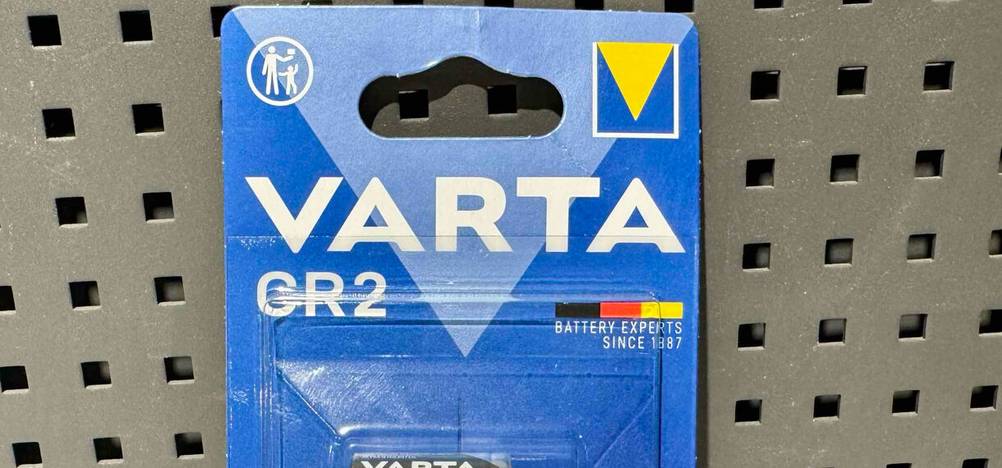 VARTA
CR2
BATTERY EXPERTS
SINCE 1887
VARTA